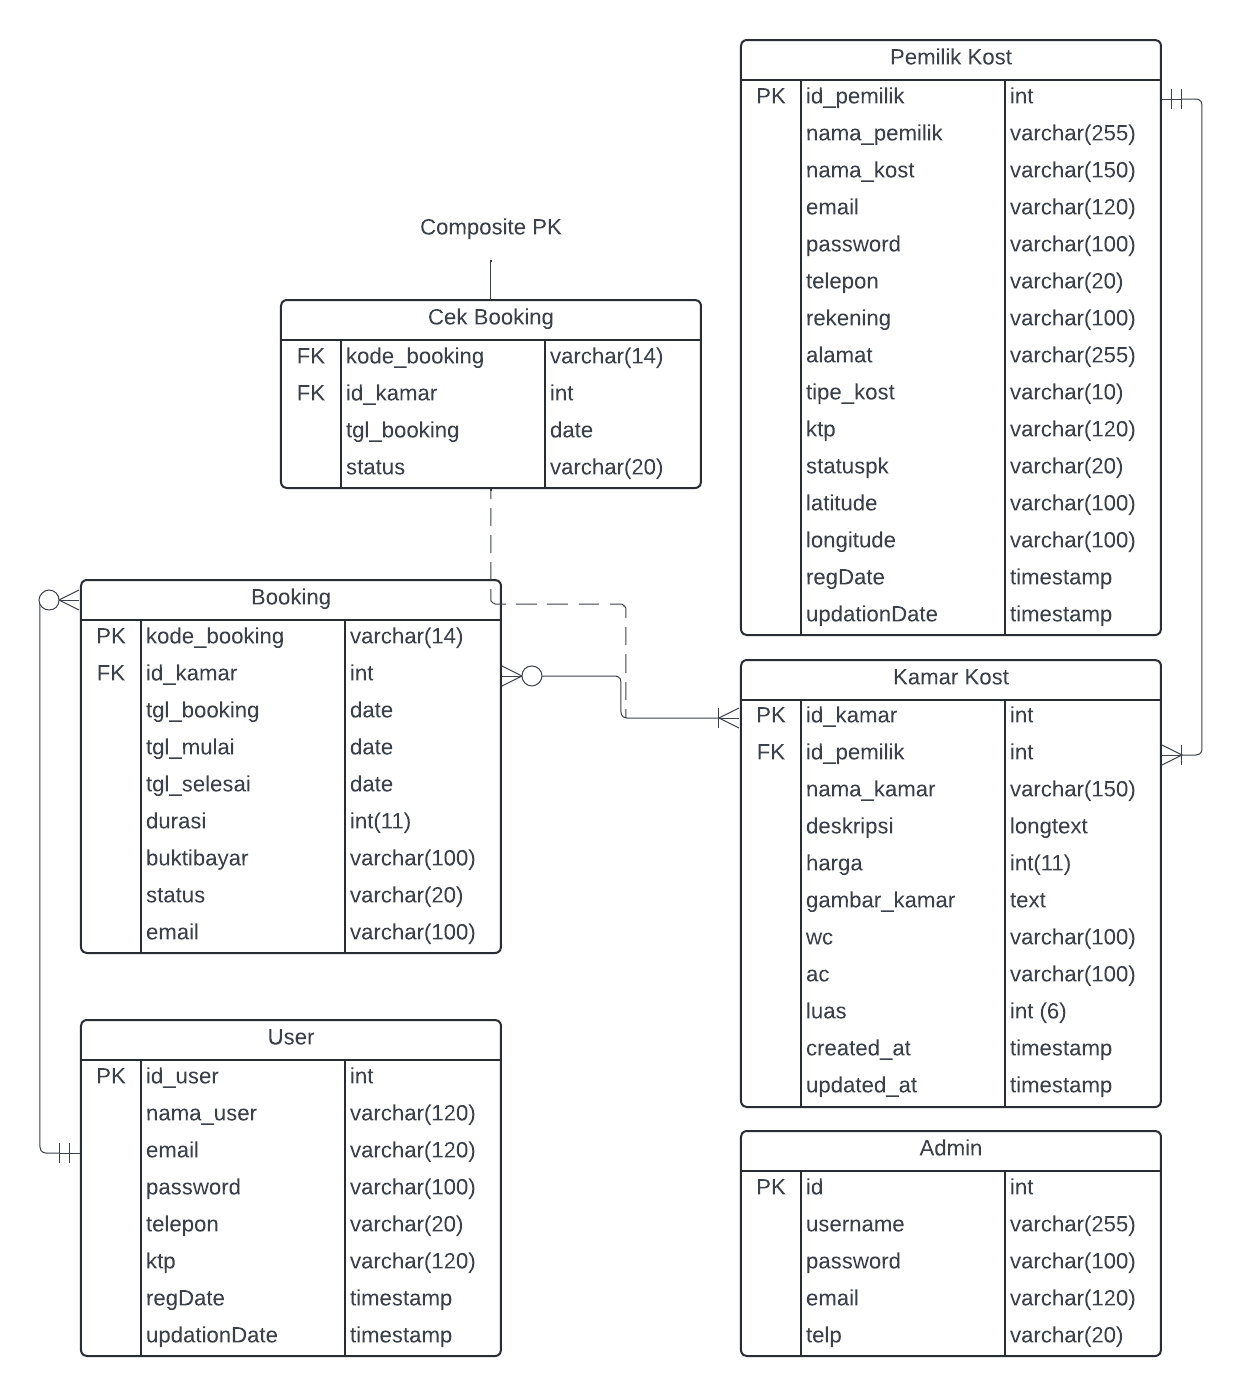 Pemilik Kost
PK id_pemilik int
nama_pemilik varchar(255)
nama_kost varchar(150)
email varchar(120)
password varchar(100)
telepon varchar(20)
rekening varchar(100)
alamat varchar(255)
tipe_kost varchar(10)
ktp varchar(120)
statuspk varchar(20)
latitude varchar(100)
longitude varchar(100)
regDate timestamp
updationDate timestamp
Composite PK
Cek Booking
FK kode_booking varchar(14)
FK id_kamar int
tgl_booking date
status varchar(20)
Booking
PK kode_booking varchar(14)
FK id_kamar int
tgl_booking date
tgl_mulai date
tgl_selesai date
durasi int(11)
buktibayar varchar(100)
status varchar(20)
email varchar(100)
Kamar Kost
PK id_kamar int
FK id_pemilik int
nama_kamar varchar(150)
deskripsi longtext
harga int(11)
gambar_kamar text
wc varchar(100)
ac varchar(100)
luas int (6)
created_at timestamp
updated_at timestamp
User
PK id_user int
nama_user varchar(120)
email varchar(120)
password varchar(100)
telepon varchar(20)
ktp varchar(120)
regDate timestamp
updationDate timestamp
Admin
PK id int
username varchar(255)
password varchar(100)
email varchar(120)
telp varchar(20)